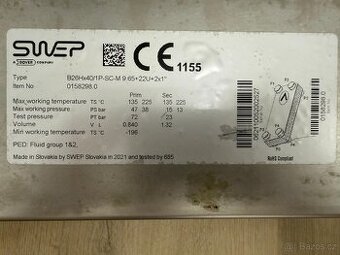 SWEP
A DOVER COMPANY
CE 1155
Type B26Hx40/1P-SC-M 9.65+22U+2x1"
Item No 0158298.0
Prim Sec
Max working temperature TS °C 135 225 135 225
Max working pressure PS bar 47 38 16 13
Test pressure PT bar 72 23
Volume V L 0.840 1.32
Min working temperature TS °C -196
PED: Fluid group 1&2,
Made in Slovakia by SWEP Slovakia in 2021 and tested by 685
0158298.0
RoHS Compliant